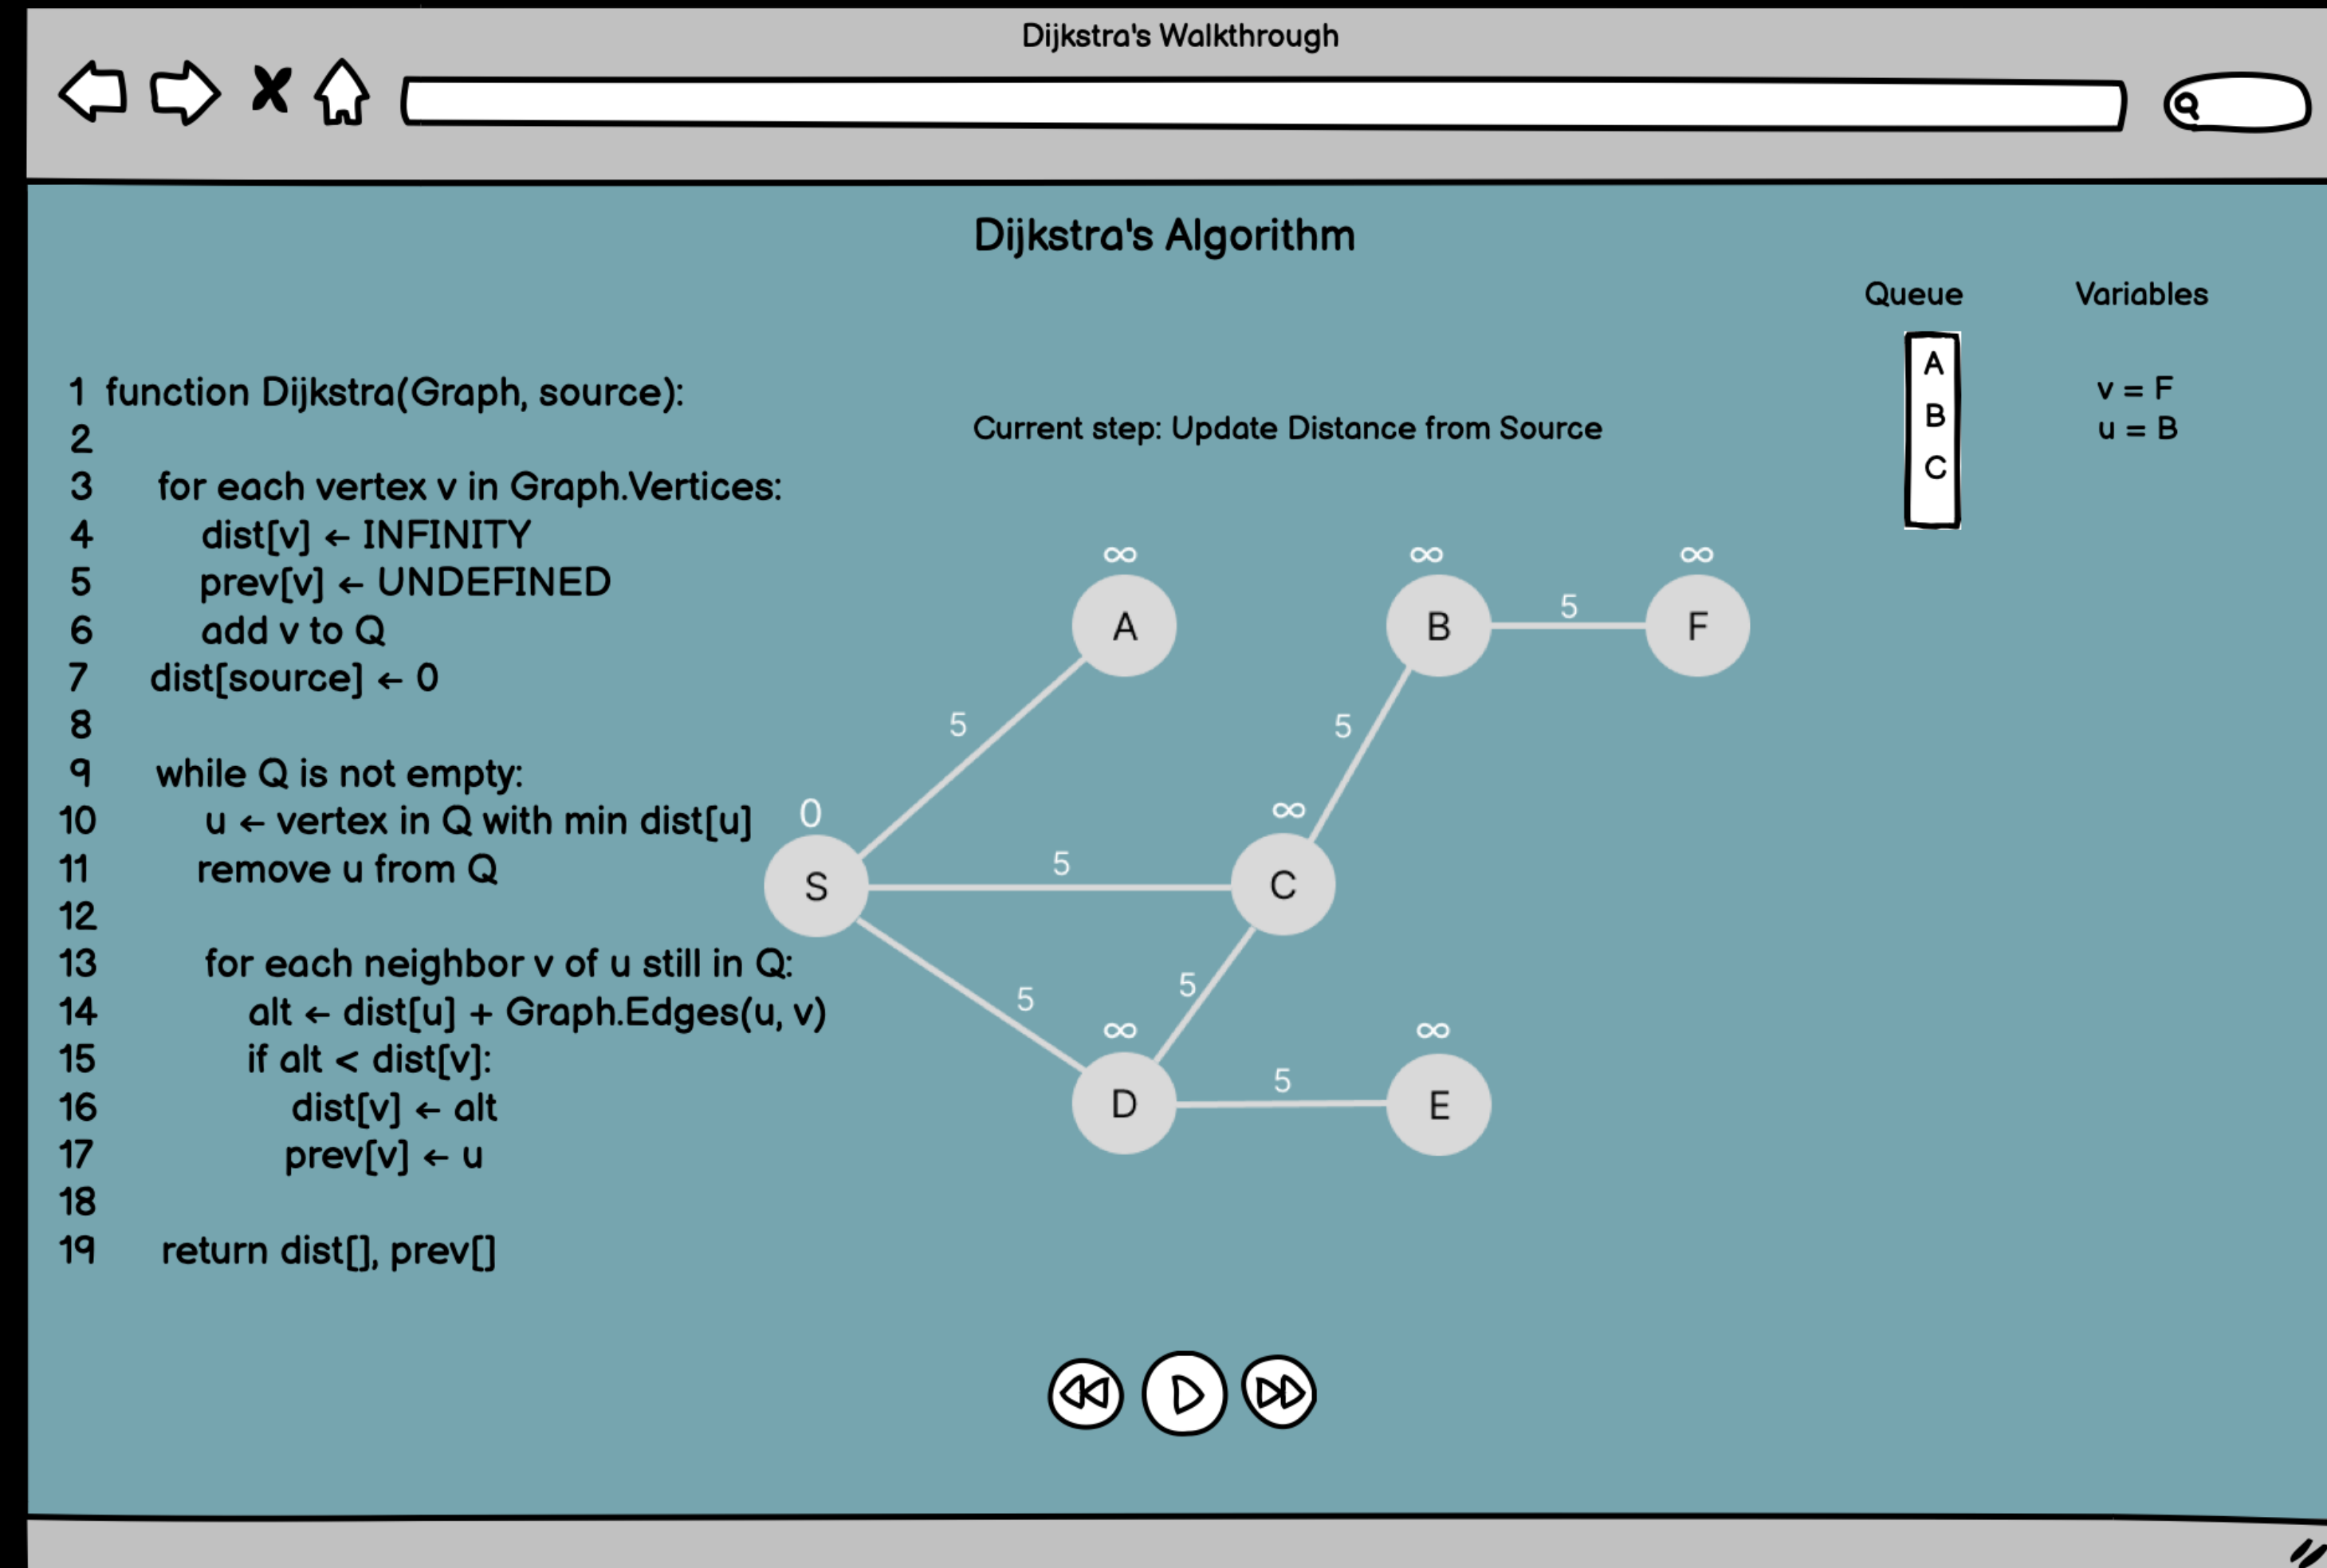 Dijkstra's Walkthrough
Dijkstra's Algorithm
Queue
A
B
C
Variables
v = F
u = B
1 function Dijkstra(Graph, source):
2
3 for each vertex v in Graph.Vertices:
4 dist[v] ← INFINITY
5 prev[v] ← UNDEFINED
6 add v to Q
7 dist[source] ← 0
8
9 while Q is not empty:
10 u ← vertex in Q with min dist[u]
11 remove u from Q
12
13 for each neighbor v of u still in Q:
14 alt ← dist[u] + Graph.Edges(u, v)
15 if alt < dist[v]:
16 dist[v] ← alt
17 prev[v] ← u
18
19 return dist[], prev[]
Current step: Update Distance from Source
∞ ∞ ∞
A B 5 F
5 5
0 ∞
S 5 C
5 5
∞ ∞
D 5 E